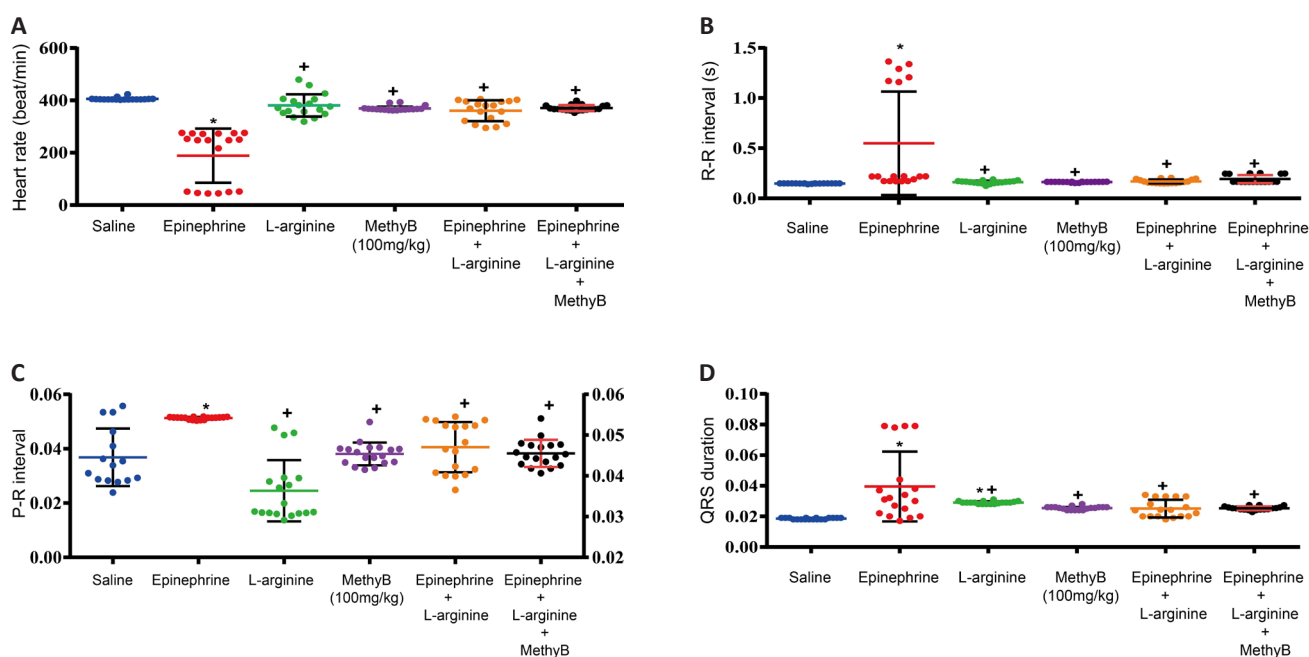 A
Heart rate (beat/min)
600
400
200
0
*
+
+
+
+
Saline
Epinephrine
L-arginine
MethyB
(100mg/kg)
Epinephrine
+
L-arginine
Epinephrine
+
L-arginine
+
MethyB
B
R-R interval (s)
1.5
1.0
0.5
0.0
*
+
+
+
+
Saline
Epinephrine
L-arginine
MethyB
(100mg/kg)
Epinephrine
+
L-arginine
Epinephrine
+
L-arginine
+
MethyB
C
P-R interval
0.06
0.04
0.02
0.00
*
+
+
+
+
0.06
0.05
0.04
0.03
0.02
Saline
Epinephrine
L-arginine
MethyB
(100mg/kg)
Epinephrine
+
L-arginine
Epinephrine
+
L-arginine
+
MethyB
D
QRS duration
0.10
0.08
0.06
0.04
0.02
0.00
*
*+
+
+
+
Saline
Epinephrine
L-arginine
MethyB
(100mg/kg)
Epinephrine
+
L-arginine
Epinephrine
+
L-arginine
+
MethyB